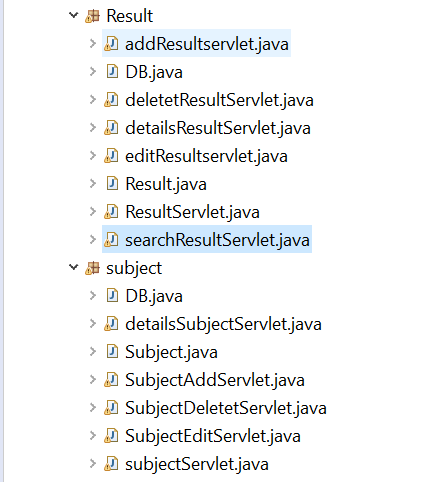 Result
addResultservlet.java
DB.java
deletetResultServlet.java
detailsResultServlet.java
editResultservlet.java
Result.java
ResultServlet.java
searchResultServlet.java
subject
DB.java
detailsSubjectServlet.java
Subject.java
SubjectAddServlet.java
SubjectDeletetServlet.java
SubjectEditServlet.java
subjectServlet.java